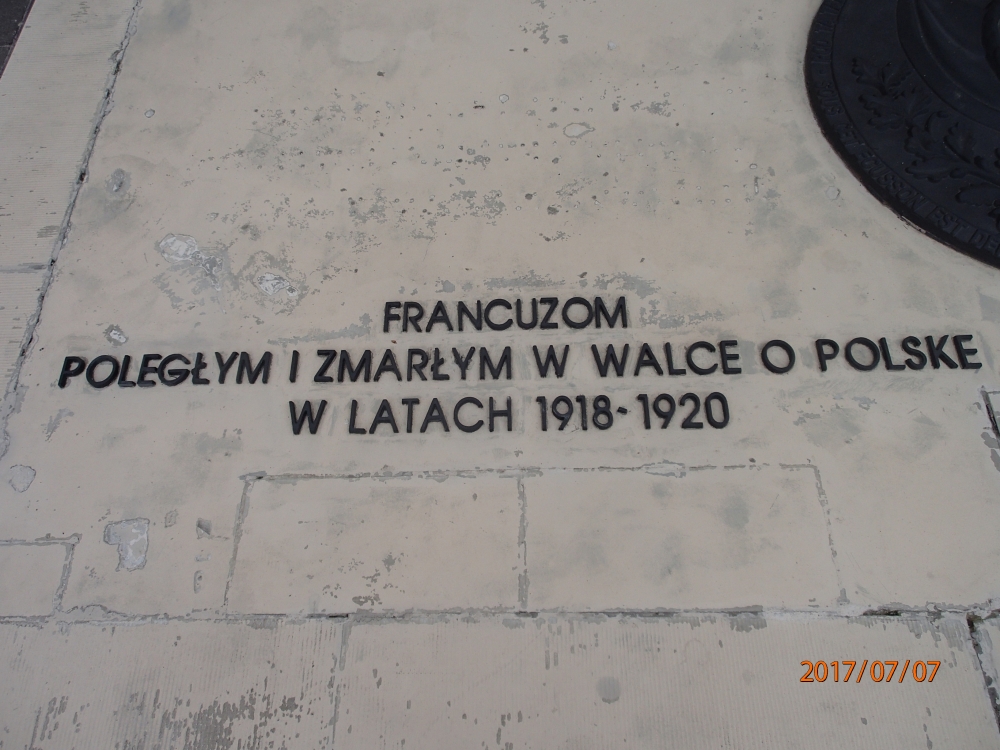 FRANCUZOM
POLEGŁYM I ZMARŁYM W WALCE O POLSKE
W LATACH 1918-1920
2017/07/07